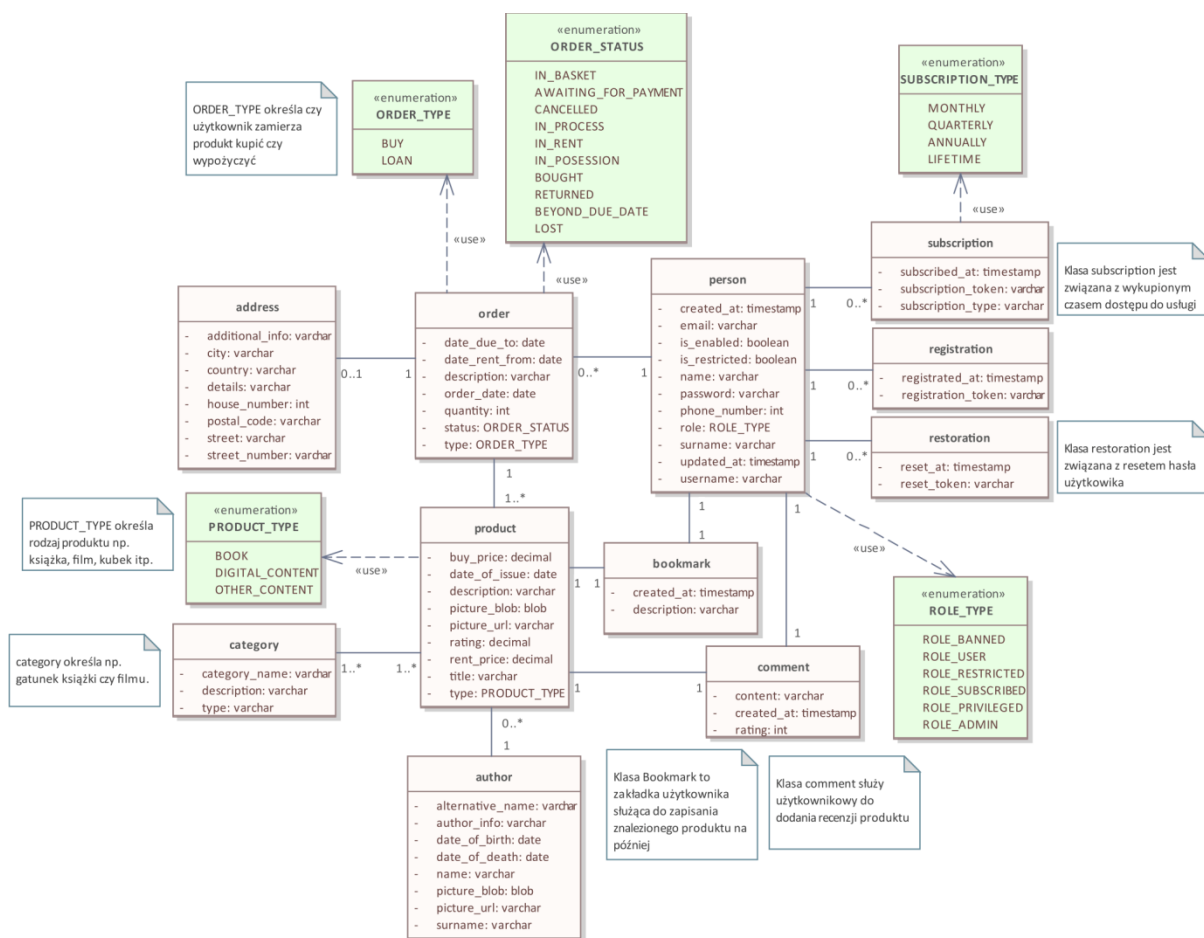 «enumeration»
ORDER_STATUS
IN_BASKET
AWAITING_FOR_PAYMENT
CANCELLED
IN_PROCESS
IN_RENT
IN_POSESSION
BOUGHT
RETURNED
BEYOND_DUE_DATE
LOST
«enumeration»
SUBSCRIPTION_TYPE
MONTHLY
QUARTERLY
ANNUALLY
LIFETIME
ORDER_TYPE określa czy
użytkownik zamierza
produkt kupić czy
wypożyczyć
«enumeration»
ORDER_TYPE
BUY
LOAN
«use»
«use»
«use»
subscription
- subscribed_at: timestamp
- subscription_token: varchar
- subscription_type: varchar
Klasa subscription jest
związana z wykupionym
czasem dostępu do usługi
address
- additional_info: varchar
- city: varchar
- country: varchar
- details: varchar
- house_number: int
- postal_code: varchar
- street: varchar
- street_number: varchar
0..1
1
order
- date_due_to: date
- date_rent_from: date
- description: varchar
- order_date: date
- quantity: int
- status: ORDER_STATUS
- type: ORDER_TYPE
0..*
1
person
- created_at: timestamp
- email: varchar
- is_enabled: boolean
- is_restricted: boolean
- name: varchar
- password: varchar
- phone_number: int
- role: ROLE_TYPE
- surname: varchar
- updated_at: timestamp
- username: varchar
1
0..*
registration
- registrated_at: timestamp
- registration_token: varchar
1
0..*
restoration
- reset_at: timestamp
- reset_token: varchar
1
0..*
Klasa restoration jest
związana z resetem hasła
użytkowika
1
1..*
1
1
1
PRODUCT_TYPE określa
rodzaj produktu np.
książka, film, kubek itp.
«enumeration»
PRODUCT_TYPE
BOOK
DIGITAL_CONTENT
OTHER_CONTENT
«use»
product
- buy_price: decimal
- date_of_issue: date
- description: varchar
- picture_blob: blob
- picture_url: varchar
- rating: decimal
- rent_price: decimal
- title: varchar
- type: PRODUCT_TYPE
1
1
bookmark
- created_at: timestamp
- description: varchar
«use»
«enumeration»
ROLE_TYPE
ROLE_BANNED
ROLE_USER
ROLE_RESTRICTED
ROLE_SUBSCRIBED
ROLE_PRIVILEGED
ROLE_ADMIN
category określa np.
gatunek książki czy filmu.
category
- category_name: varchar
- description: varchar
- type: varchar
1..*
1..*
1
1
1
comment
- content: varchar
- created_at: timestamp
- rating: int
0..*
1
author
- alternative_name: varchar
- author_info: varchar
- date_of_birth: date
- date_of_death: date
- name: varchar
- picture_blob: blob
- picture_url: varchar
- surname: varchar
Klasa Bookmark to
zakładka użytkownika
służąca do zapisania
znalezionego produktu na
później
Klasa comment służy
użytkownikowy do
dodania recenzji produktu